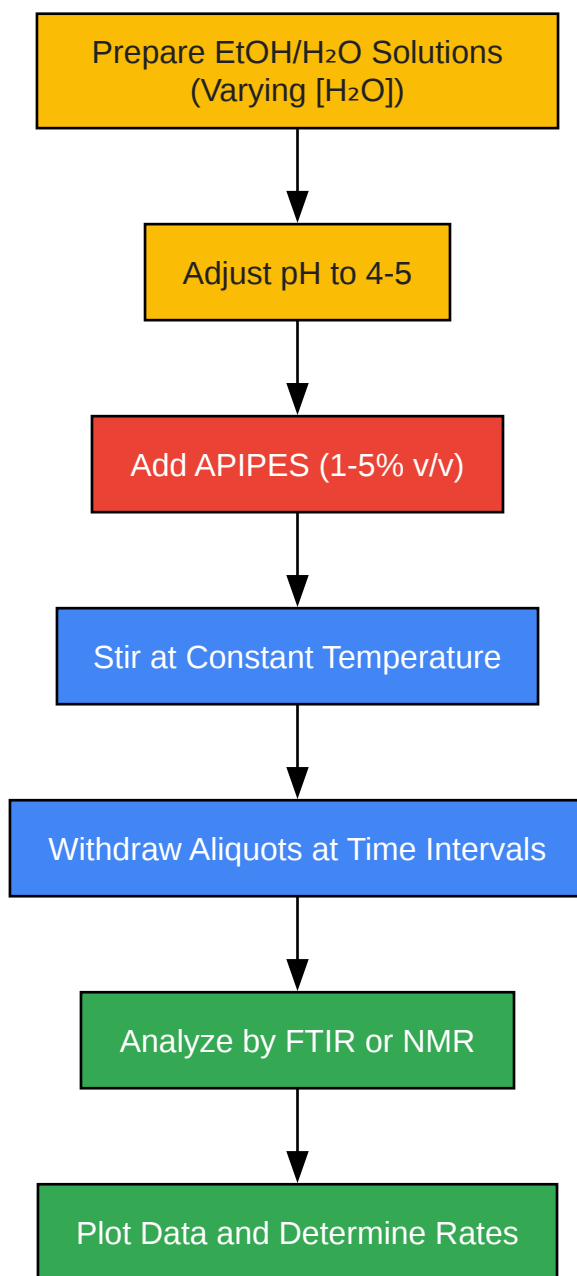 Prepare EtOH/H₂O Solutions
(Varying [H₂O])
Adjust pH to 4-5
Add APIPES (1-5% v/v)
Stir at Constant Temperature
Withdraw Aliquots at Time Intervals
Analyze by FTIR or NMR
Plot Data and Determine Rates